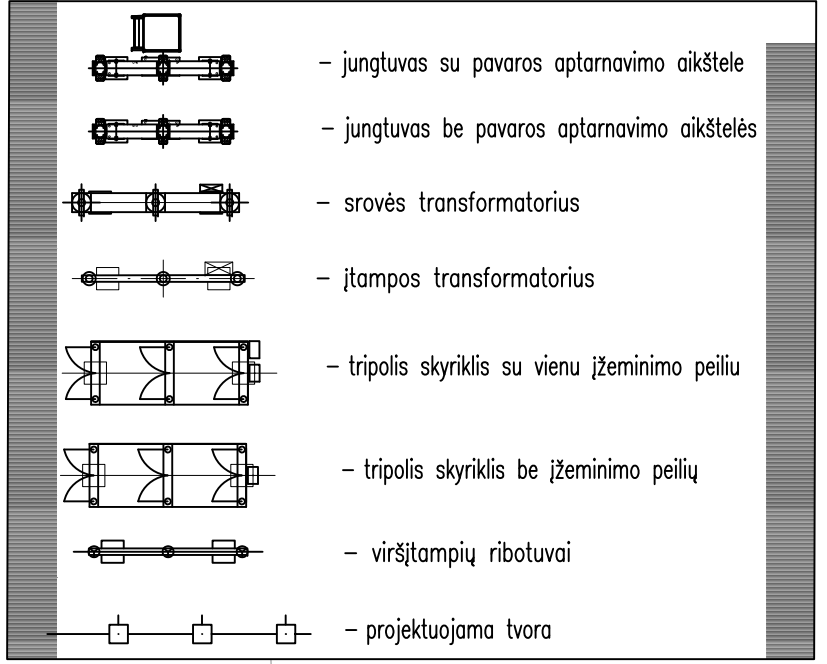 – jungtuvas su pavaros aptarnavimo aikštele
– jungtuvas be pavaros aptarnavimo aikštelės
– srovės transformatorius
– įtampos transformatorius
– tripolis skyriklis su vienu įžeminimo peiliu
– tripolis skyriklis be įžeminimo peilių
– viršįtampių ribotuvai
– projektuojama tvora